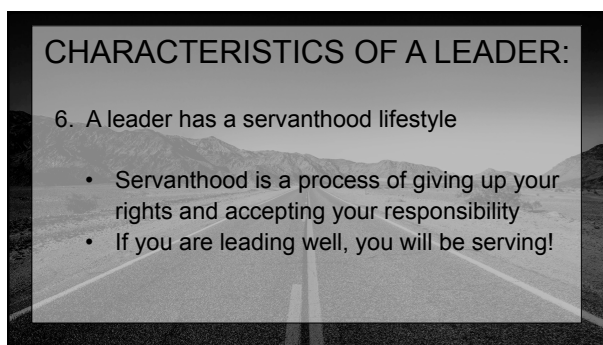 CHARACTERISTICS OF A LEADER:
6. A leader has a servanthood lifestyle
• Servanthood is a process of giving up your
rights and accepting your responsibility
• If you are leading well, you will be serving!